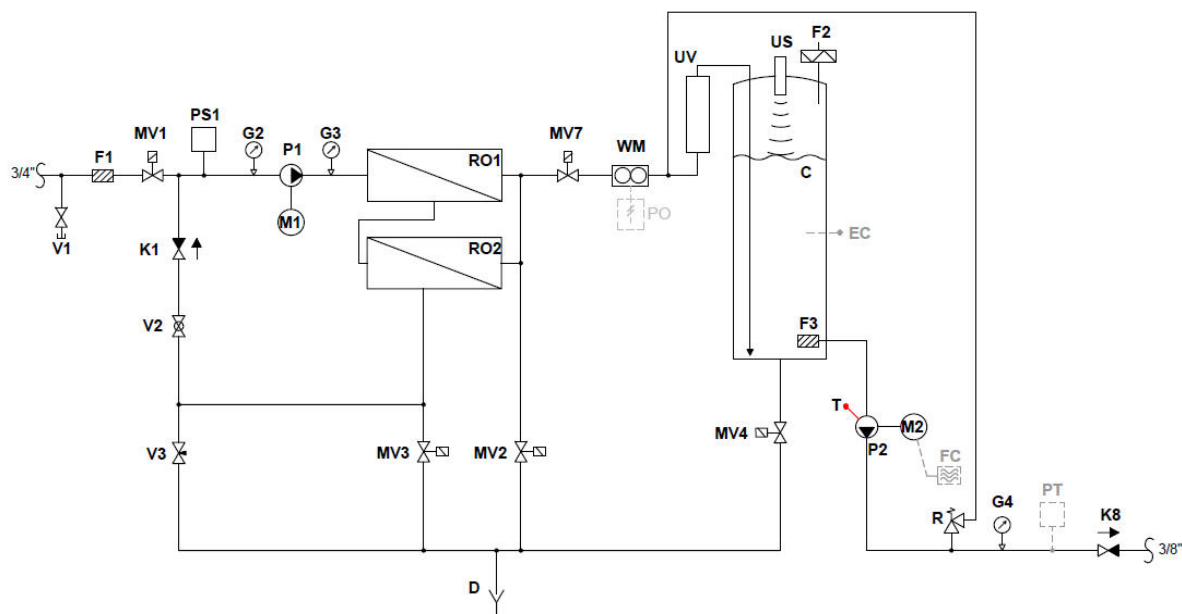 F2
US
UV
PS1
MV1
G2
P1
G3
MV7
WM
RO1
F1
3/4"
C
PO
M1
V1
K1
RO2
EC
V2
F3
T
M2
MV4
P2
V3
MV3
MV2
FC
PT
G4
R
K8
3/8"
D